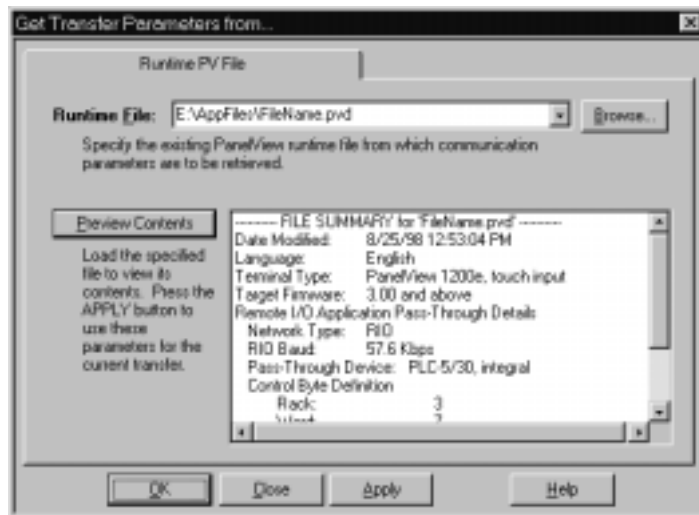 Get Transfer Parameters from...
Runtime PV File
Runtime File: E:\AppFiles\FileName.pvd Browse...
Specify the existing PanelView runtime file from which communication
parameters are to be retrieved.
Preview Contents
Load the specified
file to view its
contents. Press the
APPLY button to
use these
parameters for the
current transfer.
-------- FILE SUMMARY for 'FileName.pvd' --------
Date Modified: 8/25/98 12:53:04 PM
Language: English
Terminal Type: PanelView 1200e, touch input
Target Firmware: 3.00 and above
Remote I/O Application Pass-Through Details
Network Type: RIO
RIO Baud: 57.6 Kbps
Pass-Through Device: PLC-5/30, integral
Control Byte Definition
Rack: 3
OK Close Apply Help